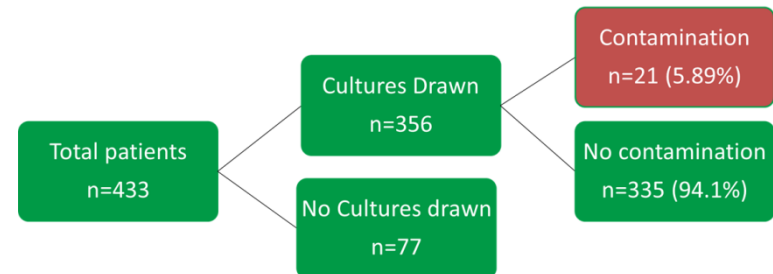 Total patients
n=433
Cultures Drawn
n=356
No Cultures drawn
n=77
Contamination
n=21 (5.89%)
No contamination
n=335 (94.1%)